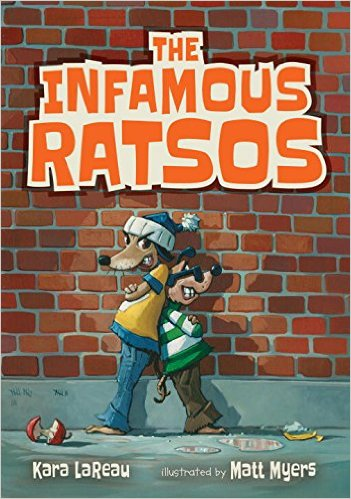 THE
INFAMOUS
RATSOS
Kara LaReau illustrated by Matt Myers